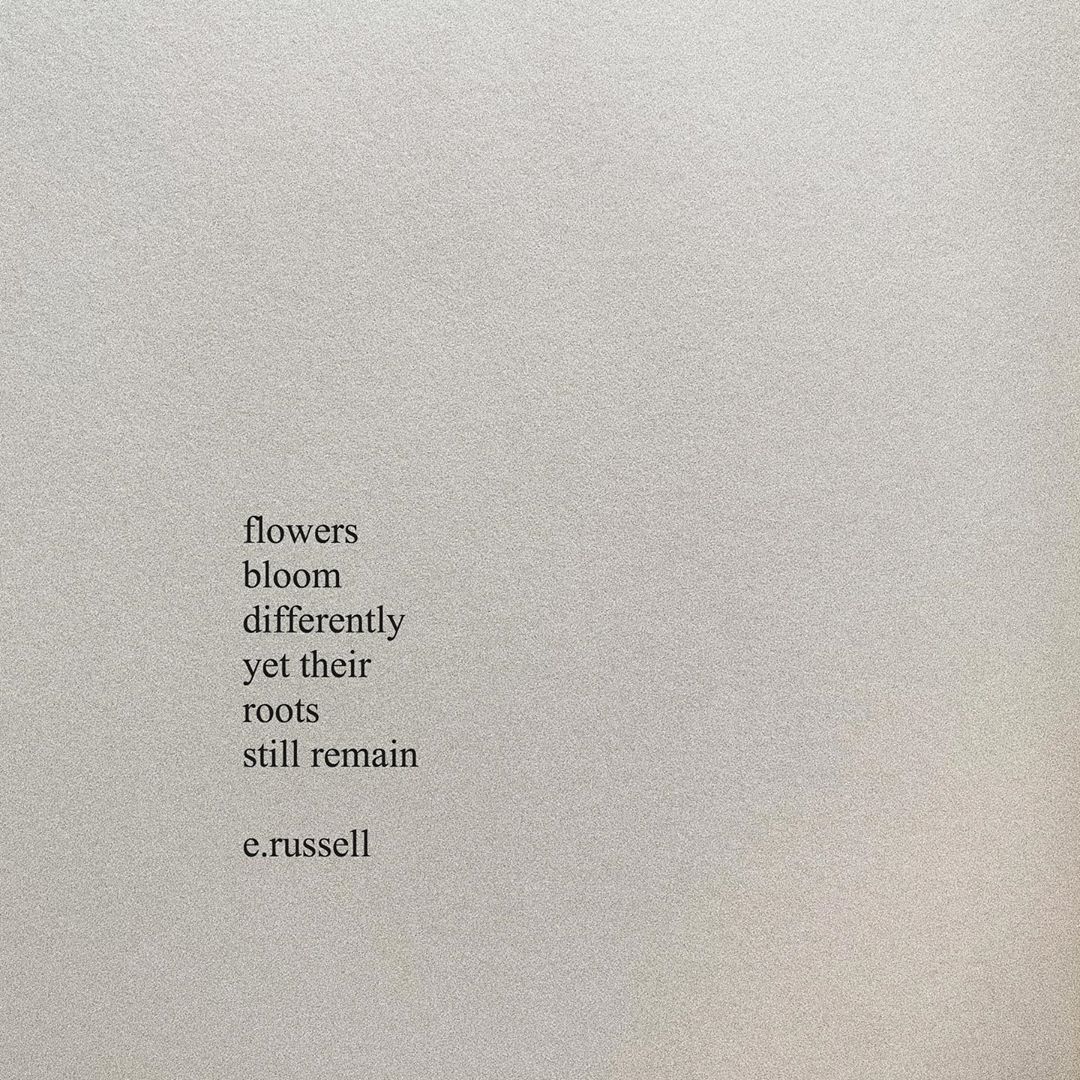 flowers
bloom
differently
yet their
roots
still remain
e.russell